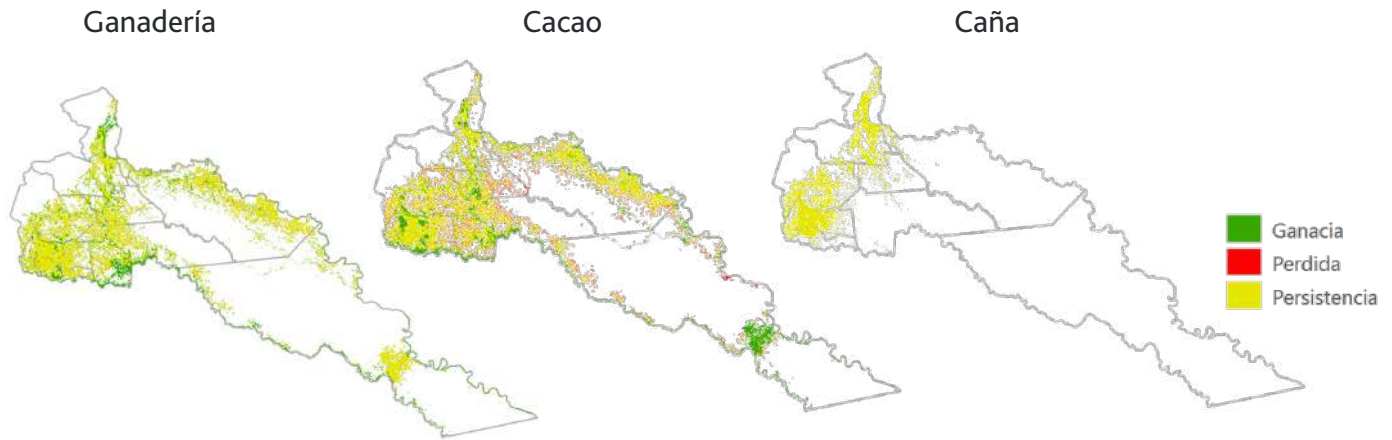 Ganadería
Cacao
Caña
Ganacia
Perdida
Persistencia